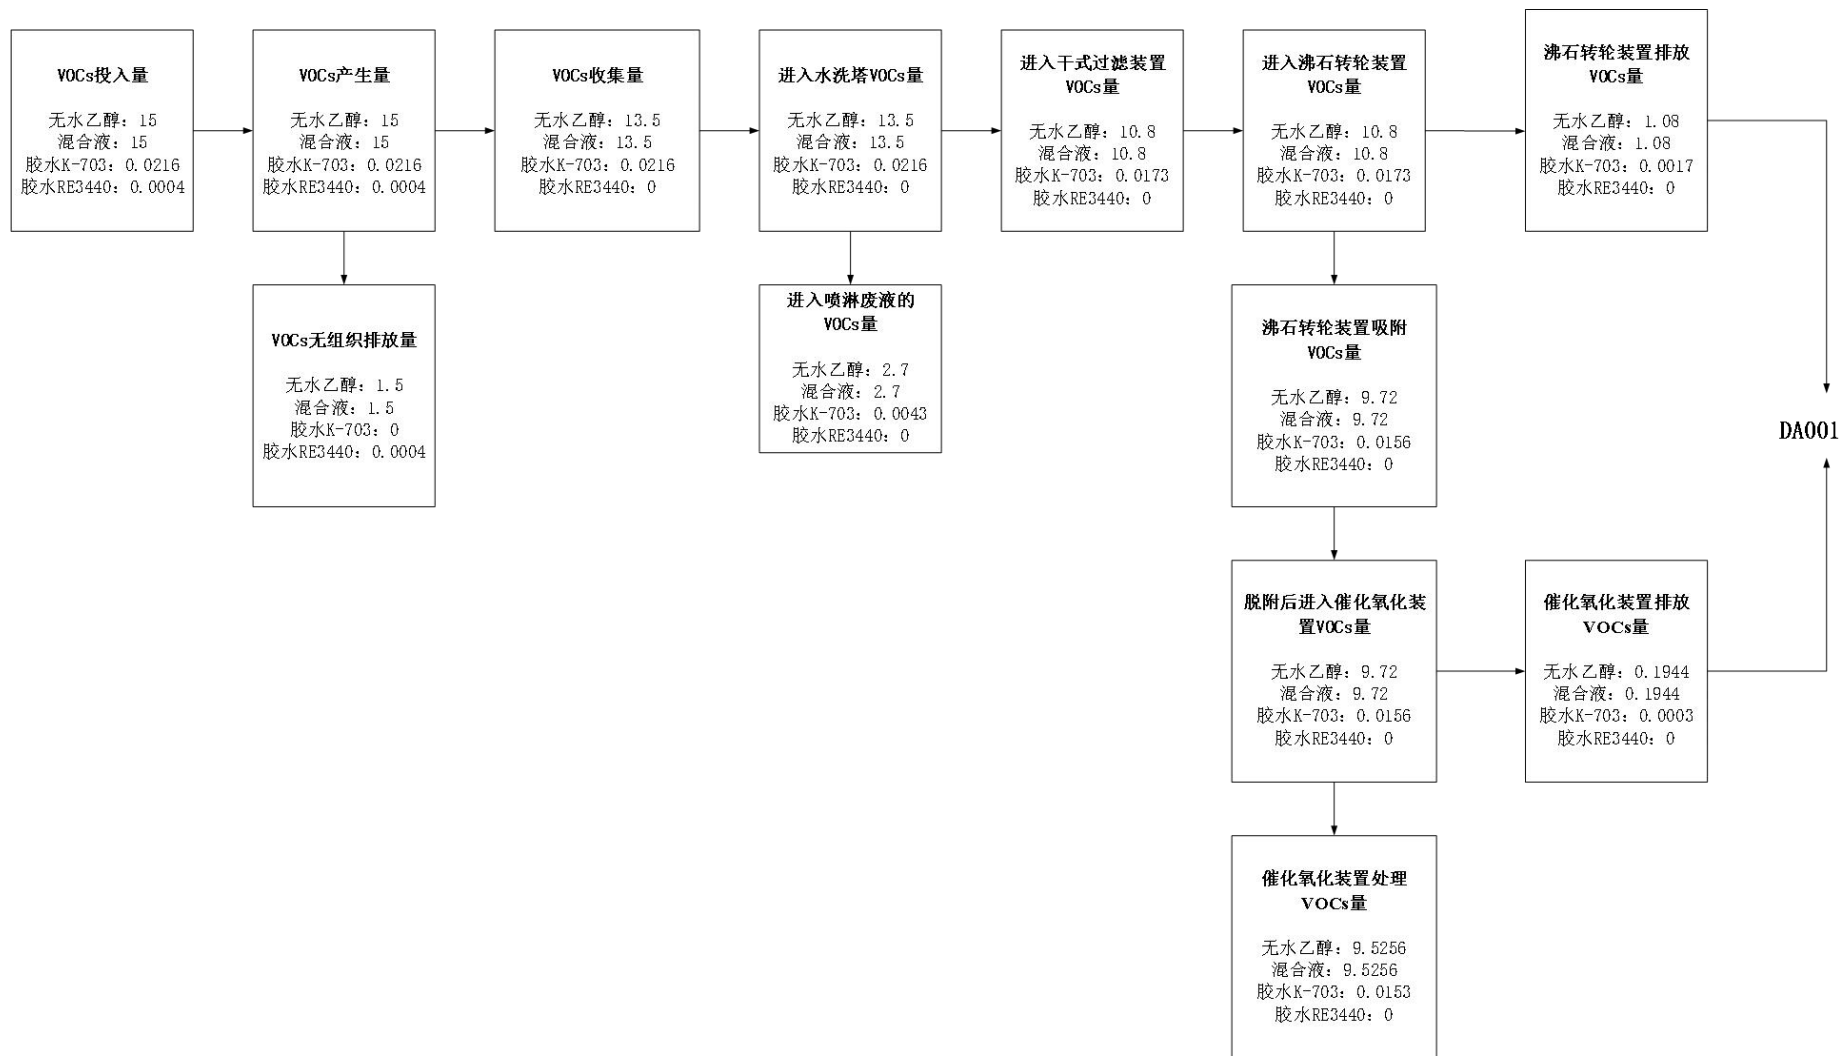 VOCs投入量
无水乙醇：15
混合液：15
胶水K-703：0.0216
胶水RE3440：0.0004
VOCs产生量
无水乙醇：15
混合液：15
胶水K-703：0.0216
胶水RE3440：0.0004
VOCs收集量
无水乙醇：13.5
混合液：13.5
胶水K-703：0.0216
胶水RE3440：0
进入水洗塔VOCs量
无水乙醇：13.5
混合液：13.5
胶水K-703：0.0216
胶水RE3440：0
进入干式过滤装置
VOCs量
无水乙醇：10.8
混合液：10.8
胶水K-703：0.0173
胶水RE3440：0
进入沸石转轮装置
VOCs量
无水乙醇：10.8
混合液：10.8
胶水K-703：0.0173
胶水RE3440：0
沸石转轮装置排放
VOCs量
无水乙醇：1.08
混合液：1.08
胶水K-703：0.0017
胶水RE3440：0
VOCs无组织排放量
无水乙醇：1.5
混合液：1.5
胶水K-703：0
胶水RE3440：0.0004
进入喷淋废液的
VOCs量
无水乙醇：2.7
混合液：2.7
胶水K-703：0.0043
胶水RE3440：0
沸石转轮装置吸附
VOCs量
无水乙醇：9.72
混合液：9.72
胶水K-703：0.0156
胶水RE3440：0
DA001
脱附后进入催化氧化装
置VOCs量
无水乙醇：9.72
混合液：9.72
胶水K-703：0.0156
胶水RE3440：0
催化氧化装置排放
VOCs量
无水乙醇：0.1944
混合液：0.1944
胶水K-703：0.0003
胶水RE3440：0
催化氧化装置处理
VOCs量
无水乙醇：9.5256
混合液：9.5256
胶水K-703：0.0153
胶水RE3440：0